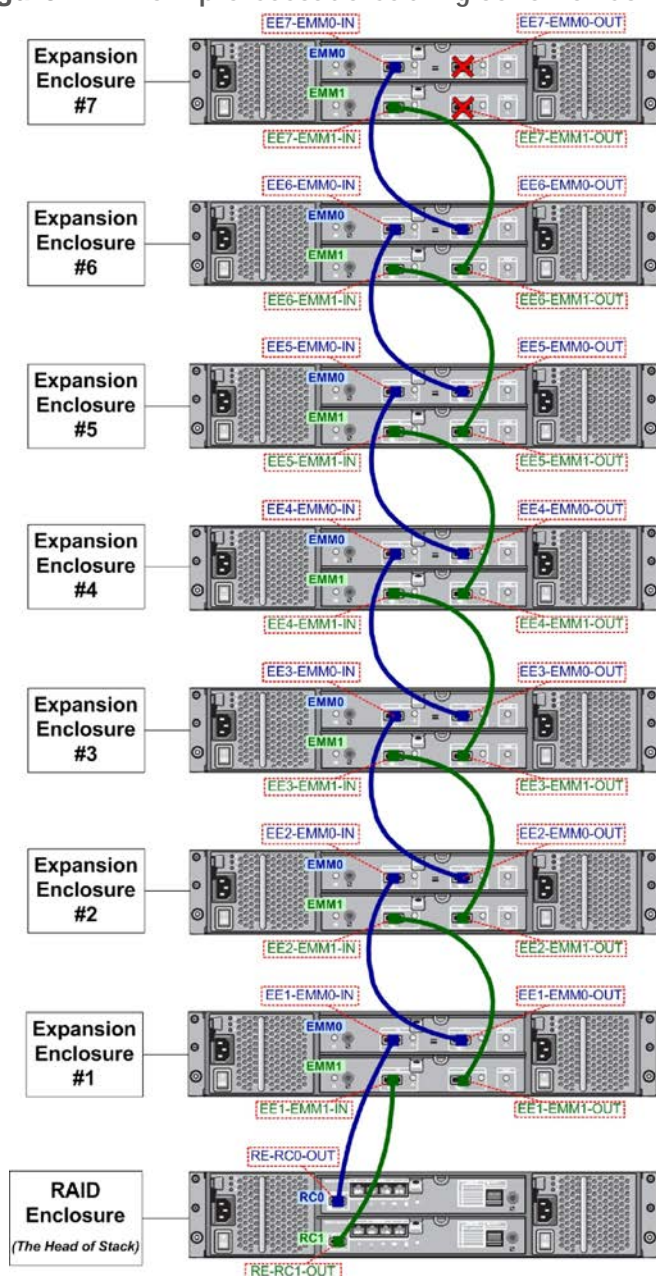 Expansion
Enclosure
#7
EMM0
EMM1
EE7-EMM0-IN
EE7-EMM0-OUT
EE7-EMM1-IN
EE7-EMM1-OUT
Expansion
Enclosure
#6
EMM0
EMM1
EE6-EMM0-IN
EE6-EMM0-OUT
EE6-EMM1-IN
EE6-EMM1-OUT
Expansion
Enclosure
#5
EMM0
EMM1
EE5-EMM0-IN
EE5-EMM0-OUT
EE5-EMM1-IN
EE5-EMM1-OUT
Expansion
Enclosure
#4
EMM0
EMM1
EE4-EMM0-IN
EE4-EMM0-OUT
EE4-EMM1-IN
EE4-EMM1-OUT
Expansion
Enclosure
#3
EMM0
EMM1
EE3-EMM0-IN
EE3-EMM0-OUT
EE3-EMM1-IN
EE3-EMM1-OUT
Expansion
Enclosure
#2
EMM0
EMM1
EE2-EMM0-IN
EE2-EMM0-OUT
EE2-EMM1-IN
EE2-EMM1-OUT
Expansion
Enclosure
#1
EMM0
EMM1
EE1-EMM0-IN
EE1-EMM0-OUT
EE1-EMM1-IN
EE1-EMM1-OUT
RAID
Enclosure
(The Head of Stack)
RE-RC0-OUT
RC0
RC1
RE-RC1-OUT